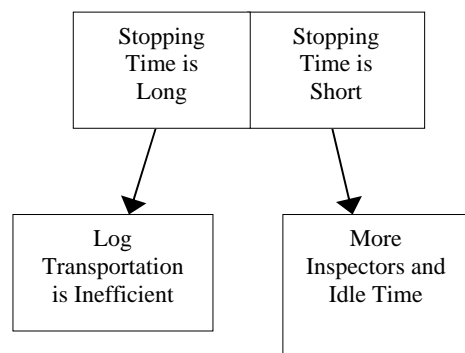 Stopping
Time is
Long
Stopping
Time is
Short
Log
Transportation
is Inefficient
More
Inspectors and
Idle Time